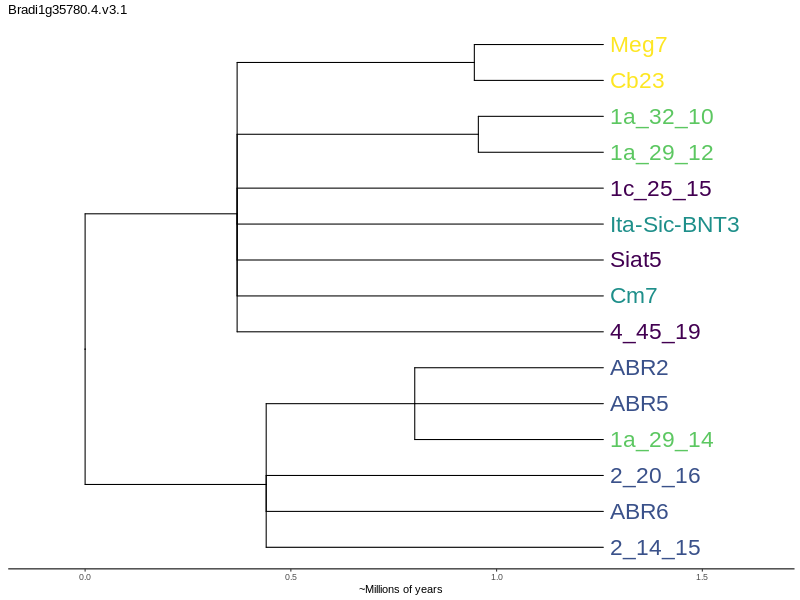 Bradi1g35780.4.v3.1
Meg7
Cb23
1a_32_10
1a_29_12
1c_25_15
Ita-Sic-BNT3
Siat5
Cm7
4_45_19
ABR2
ABR5
1a_29_14
2_20_16
ABR6
2_14_15
0.0 0.5 1.0 1.5
~Millions of years